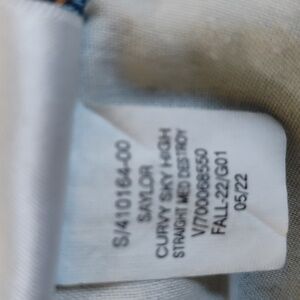 S/410164-00
SAYLOR
CURVY SKY HIGH
STRAIGHT MED DESTROY
V/700068550
FALL-22/G01
05/22